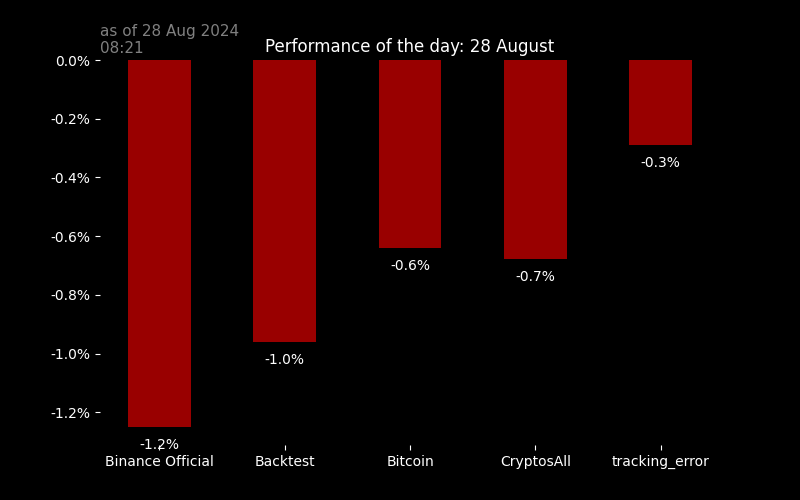 as of 28 Aug 2024
08:21
Performance of the day: 28 August
0.0%
-0.2%
-0.4%
-0.6%
-0.8%
-1.0%
-1.2%
-1.2%
-1.0%
-0.6%
-0.7%
-0.3%
Binance Official
Backtest
Bitcoin
CryptosAll
tracking_error